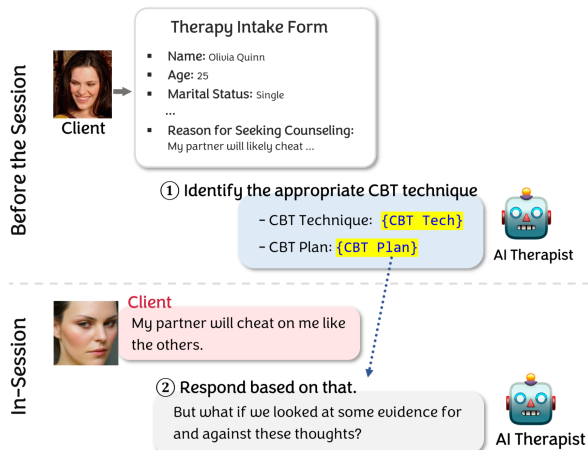 Before the Session
Therapy Intake Form
▪ Name: Olivia Quinn
▪ Age: 25
▪ Marital Status: Single
...
▪ Reason for Seeking Counseling:
My partner will likely cheat ...
Client
① Identify the appropriate CBT technique
- CBT Technique: {CBT Tech}
- CBT Plan: {CBT Plan}
AI Therapist
In-Session
Client
My partner will cheat on me like
the others.
② Respond based on that.
But what if we looked at some evidence for
and against these thoughts?
AI Therapist